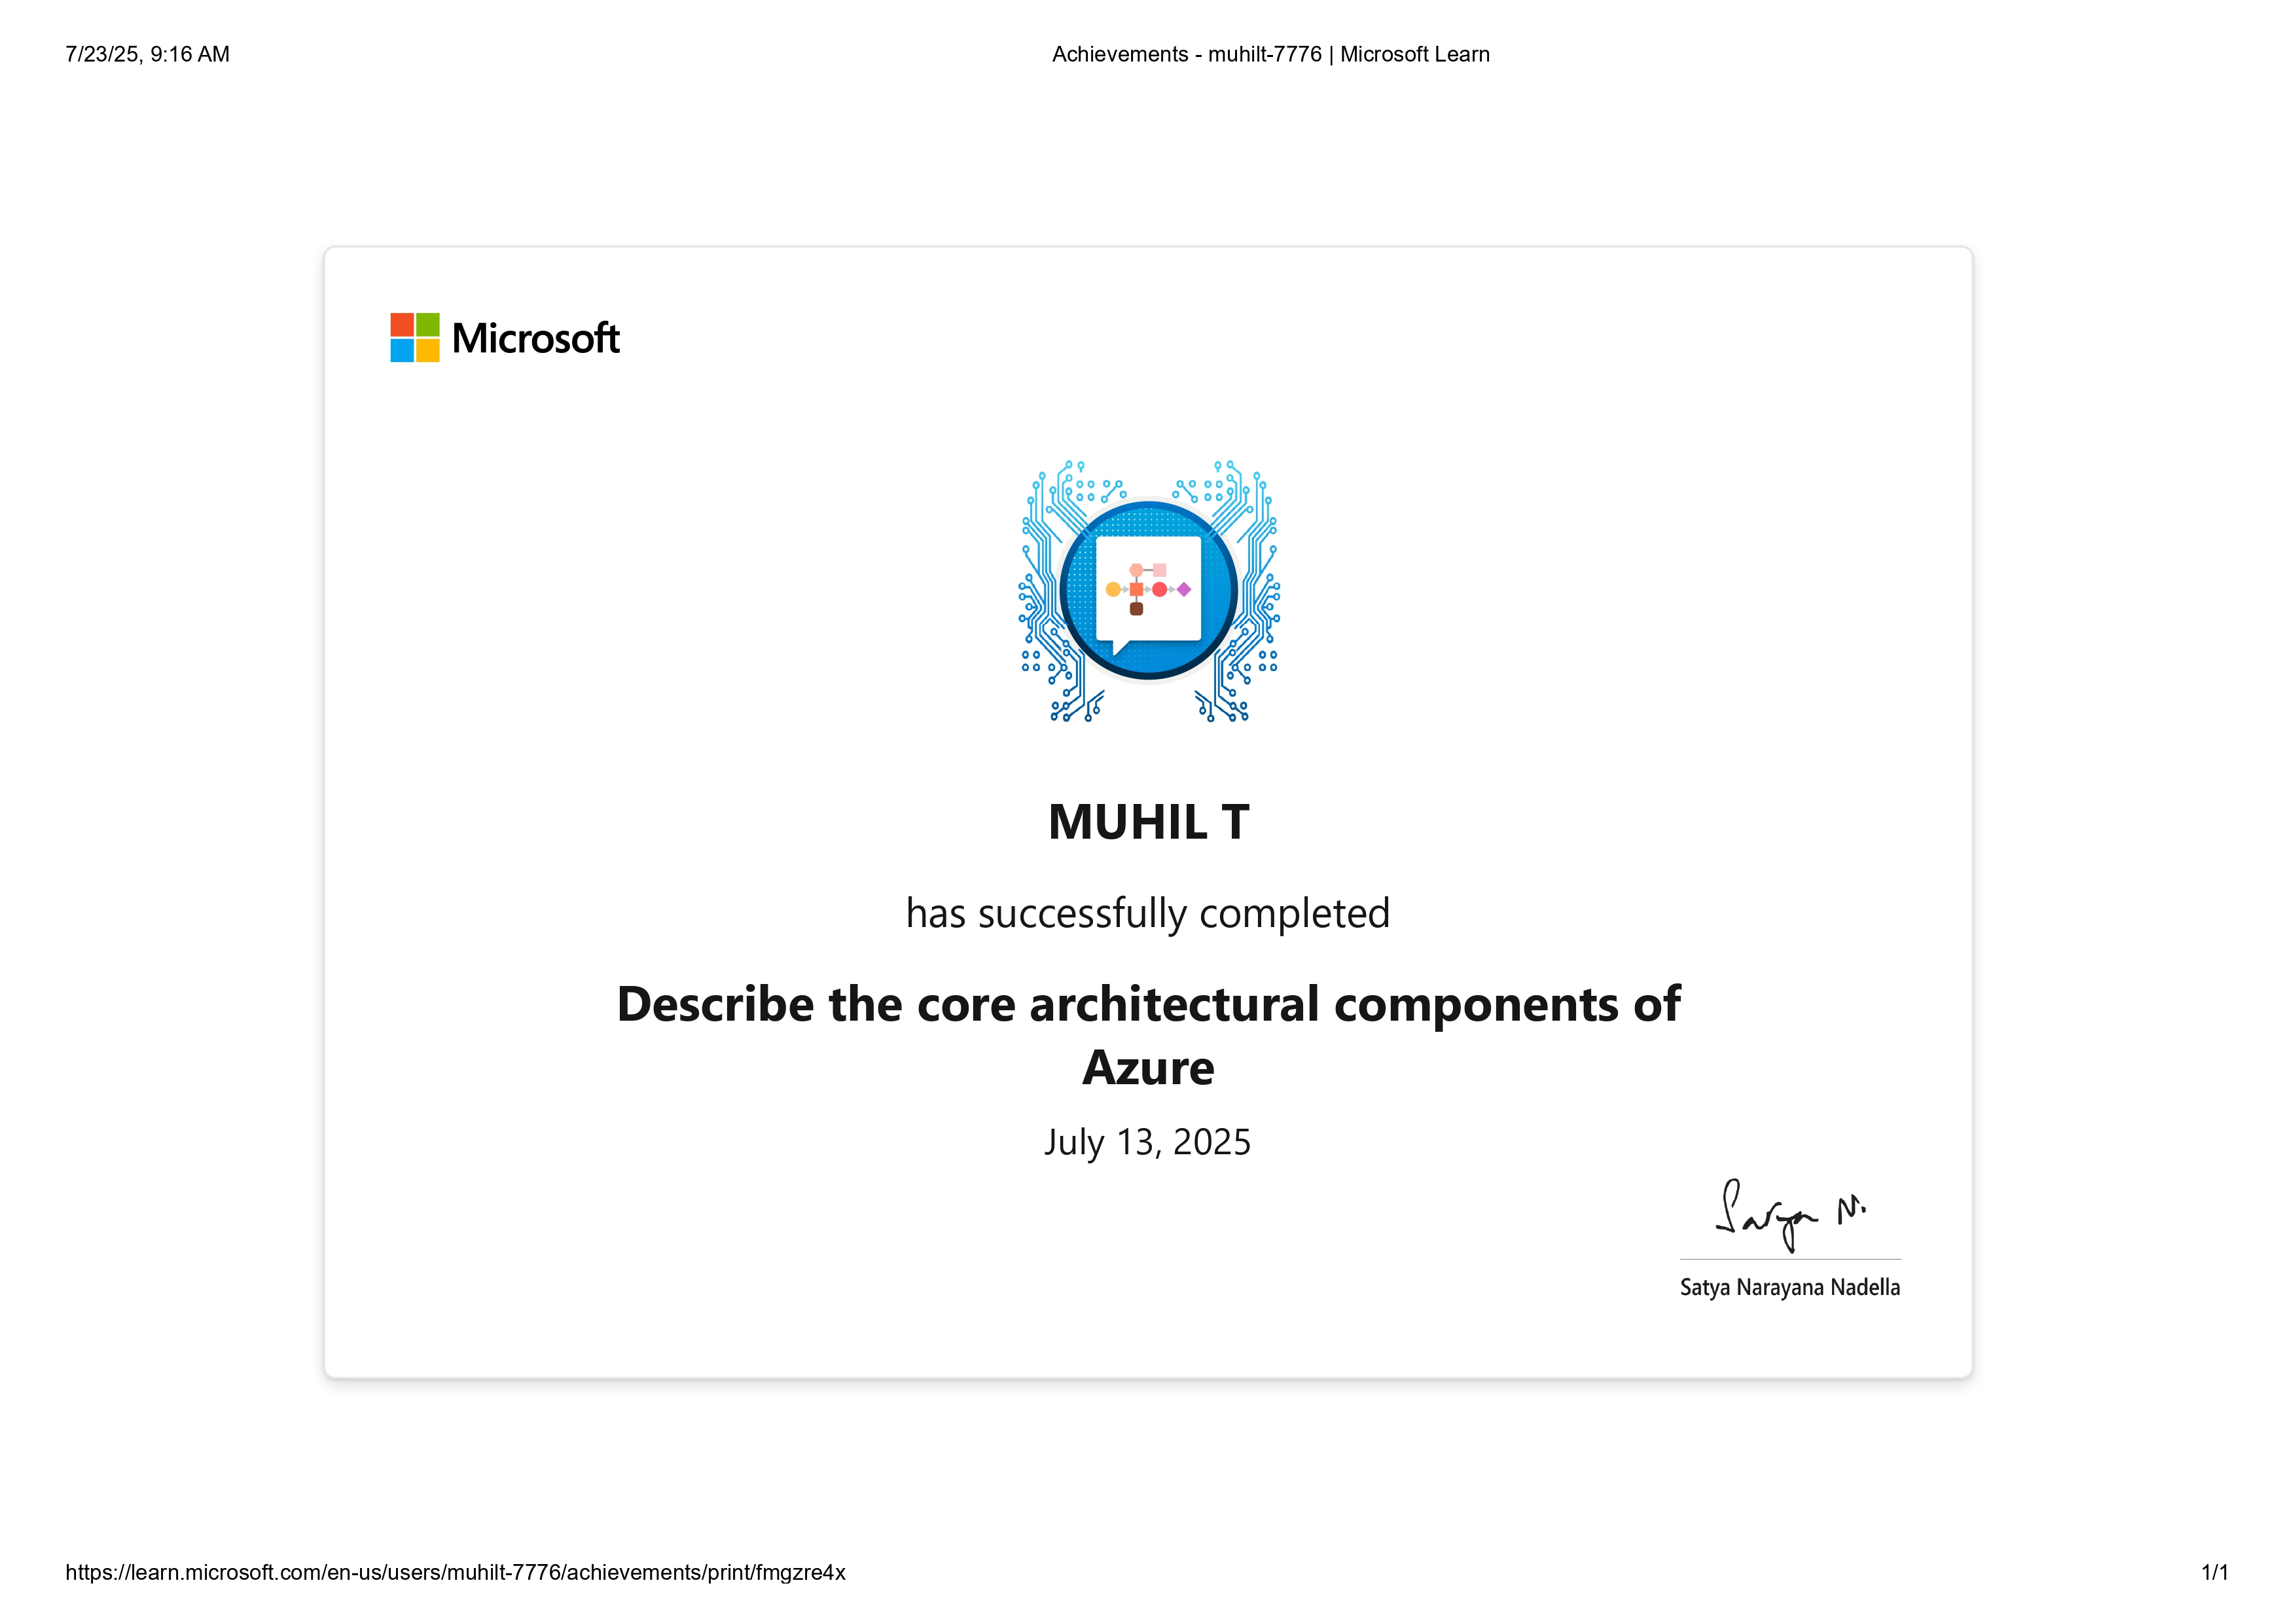 7/23/25, 9:16 AM
Achievements - muhilt-7776 | Microsoft Learn
Microsoft
MUHIL T
has successfully completed
Describe the core architectural components of
Azure
July 13, 2025
Satya N.
Satya Narayana Nadella
https://learn.microsoft.com/en-us/users/muhilt-7776/achievements/print/fmgzre4x
1/1